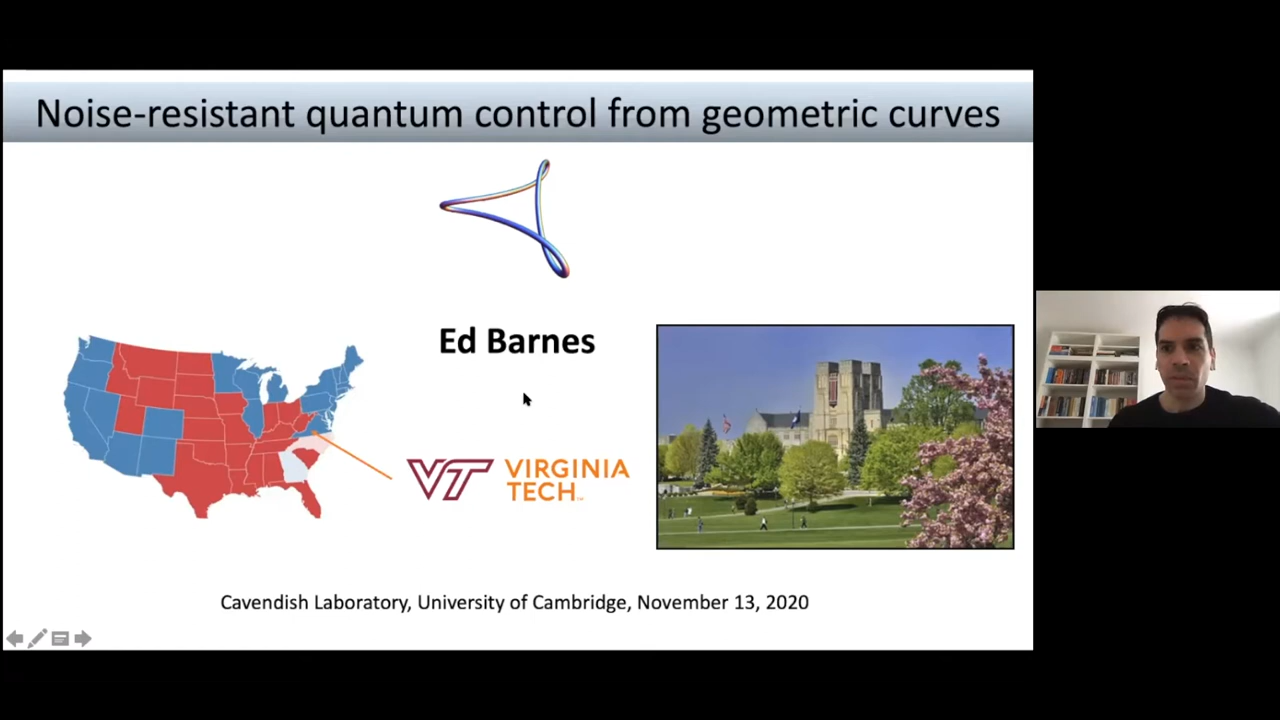 Noise-resistant quantum control from geometric curves
Ed Barnes
VT VIRGINIA
TECH
Cavendish Laboratory, University of Cambridge, November 13, 2020